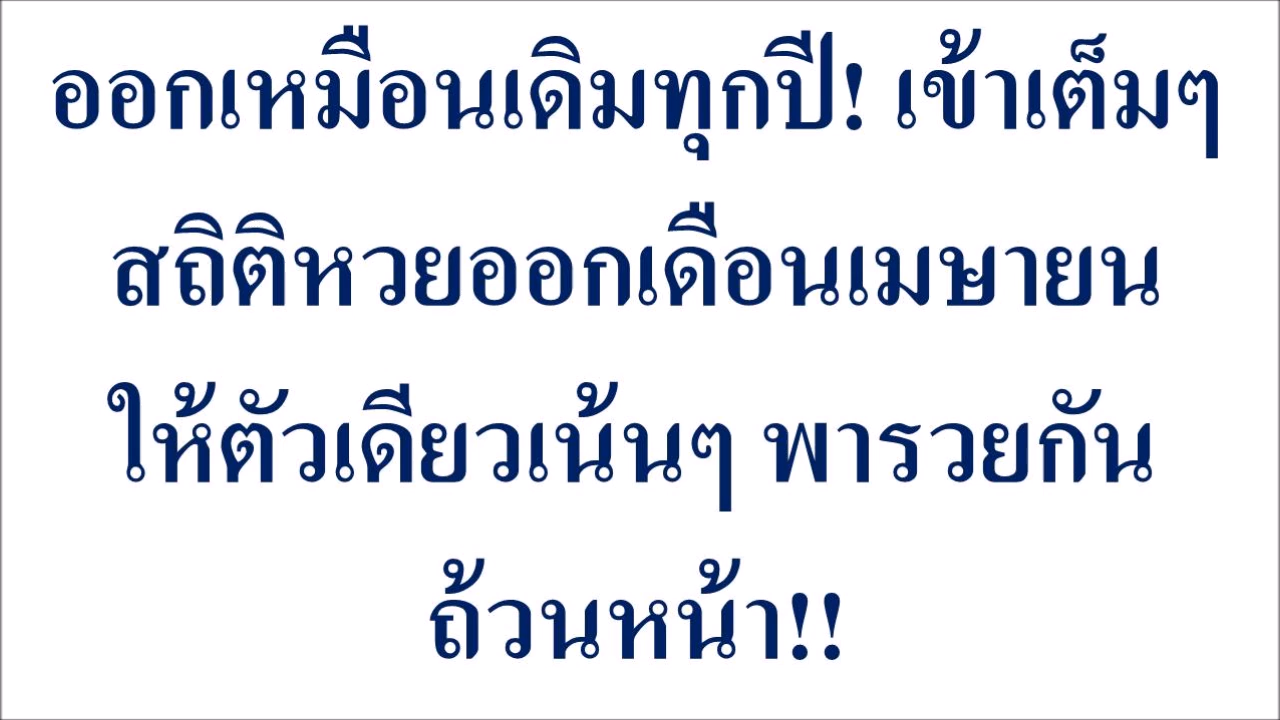 ออกเหมือนเดิมทุกปี! เข้าเต็มๆ
สถิติหวยออกเดือนเมษายน
ให้ตัวเดียวเน้นๆ พารวยกัน
ถ้วนหน้า!!